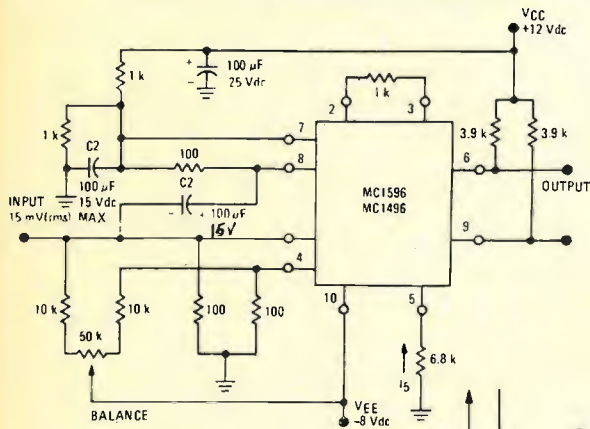 VCC
+12 Vdc
+
100 µF
-
25 Vdc
1 k
1 k
2
3
1 k
3.9 k
3.9 k
7
C2
100
8
6
100 µF
15 Vdc
C2
MC1596
MC1496
OUTPUT
INPUT
15 mV(rms) MAX
- + 100 µF
15V
9
4
10
5
10 k
10 k
100
100
50 k
I5
6.8 k
BALANCE
VEE
-8 Vdc